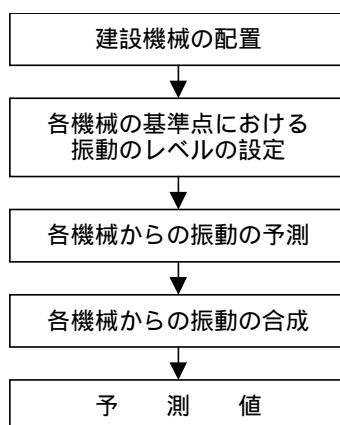 建設機械の配置
各機械の基準点における
振動のレベルの設定
各機械からの振動の予測
各機械からの振動の合成
予　測　値